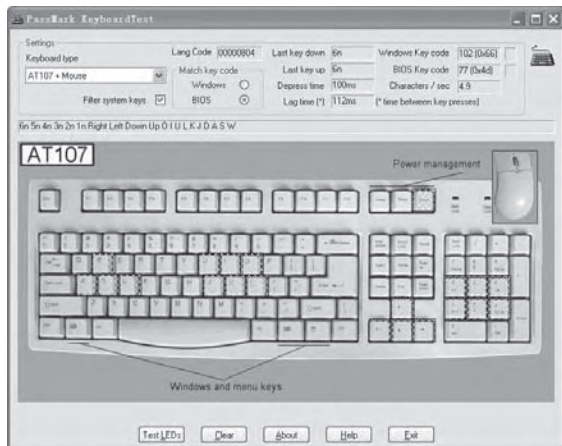 PassMark KeyboardTest
Settings
Keyboard type
AT107 + Mouse
Filter system keys
Lang Code 00000804
Match key code
Windows
BIOS
Last key down 6n
Last key up 6n
Depress time 100ms
Lag time (*) 112ms
Windows Key code 102 (0x66)
BIOS Key code 77 (0x4d)
Characters / sec 4.9
(* time between key presses)
6n 5n 4n 3n 2n 1n Right Left Down Up O I U L K J D A S W
AT107
Power management
Windows and menu keys
Test LEDs
Clear
About
Help
Exit